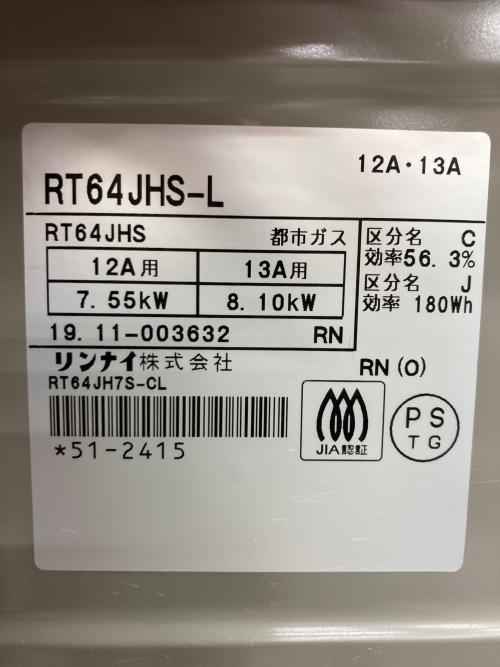 12A・13A
RT64JHS-L
RT64JHS 都市ガス
12A用 13A用
7.55kW 8.10kW
19.11-003632 RN
区分名 C
効率56.3%
区分名 J
効率 180Wh
リンナイ株式会社
RN(O)
RT64JH7S-CL
*51-2415
JIA認証
PS
TG